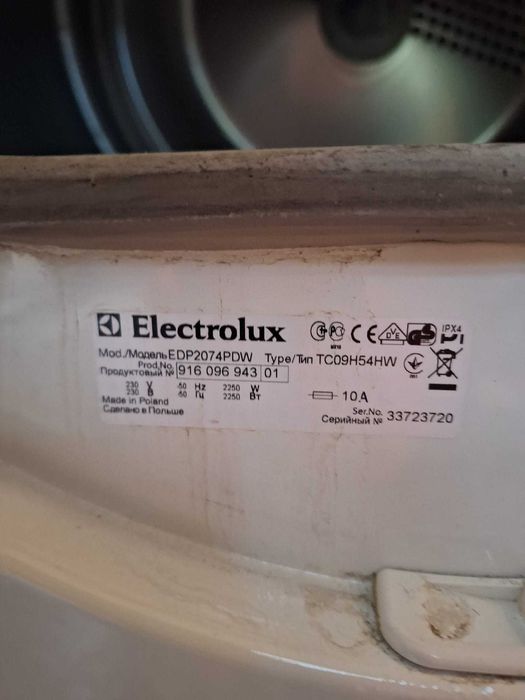 Electrolux
Mod./Модель EDP2074PDW Type/Тип TC09H54HW
Prod.No. 916 096 943 01
Продуктовый №
230 V 50 Hz 2250 W
230 В 50 Гц 2250 Вт
10A
Made in Poland
Сделано в Польше
Ser.No. 33723720
Серийный №
CE
IPX4